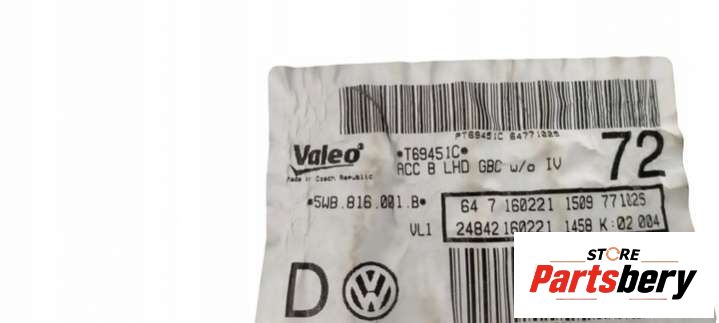 PT69451C 64771025
Valeo
Made in Czech Republic
*T69451C*
ACC B LHD GBC w/o IV
72
*5WB.816.001.B*
64 7 160221 1509 771025
VL1
24842 160221 1458 K:02 004
D
VW
STORE
Partsbery